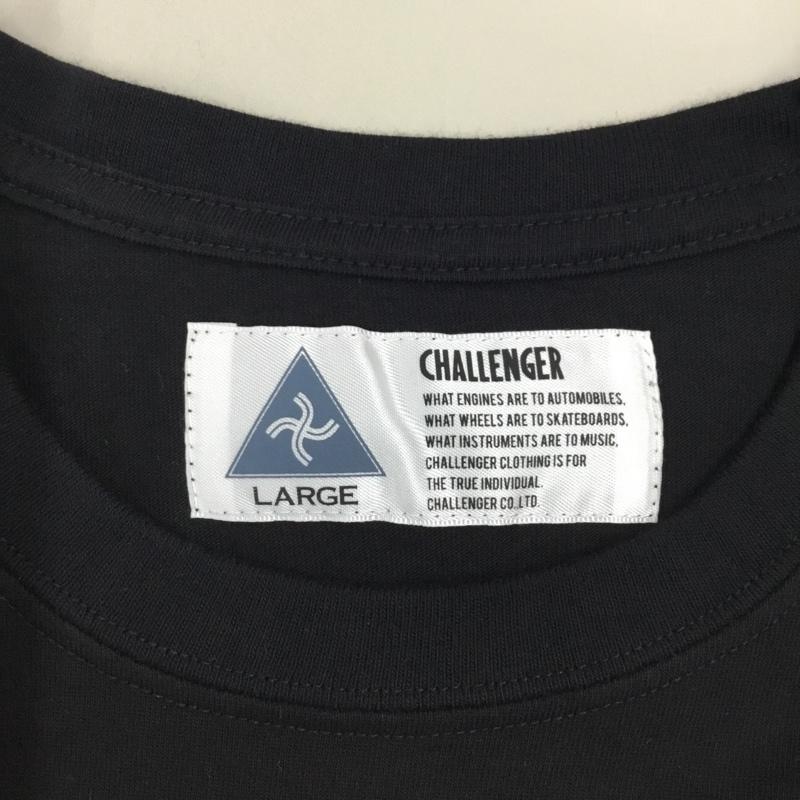 LARGE
CHALLENGER
WHAT ENGINES ARE TO AUTOMOBILES,
WHAT WHEELS ARE TO SKATEBOARDS,
WHAT INSTRUMENTS ARE TO MUSIC,
CHALLENGER CLOTHING IS FOR
THE TRUE INDIVIDUAL.
CHALLENGER CO.,LTD.